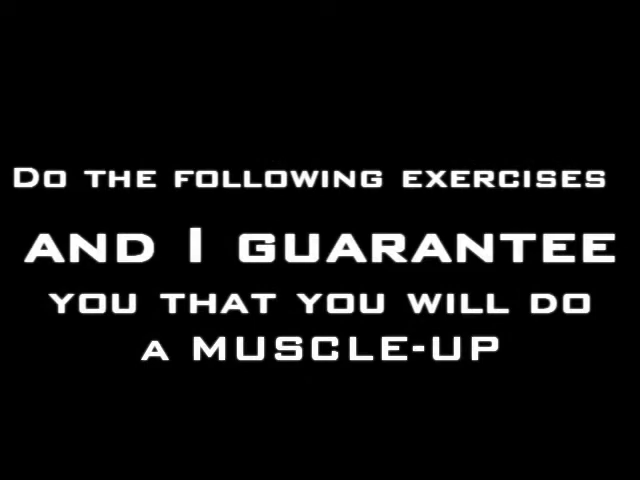 Do the following exercises
and I guarantee
you that you will do
a MUSCLE-UP